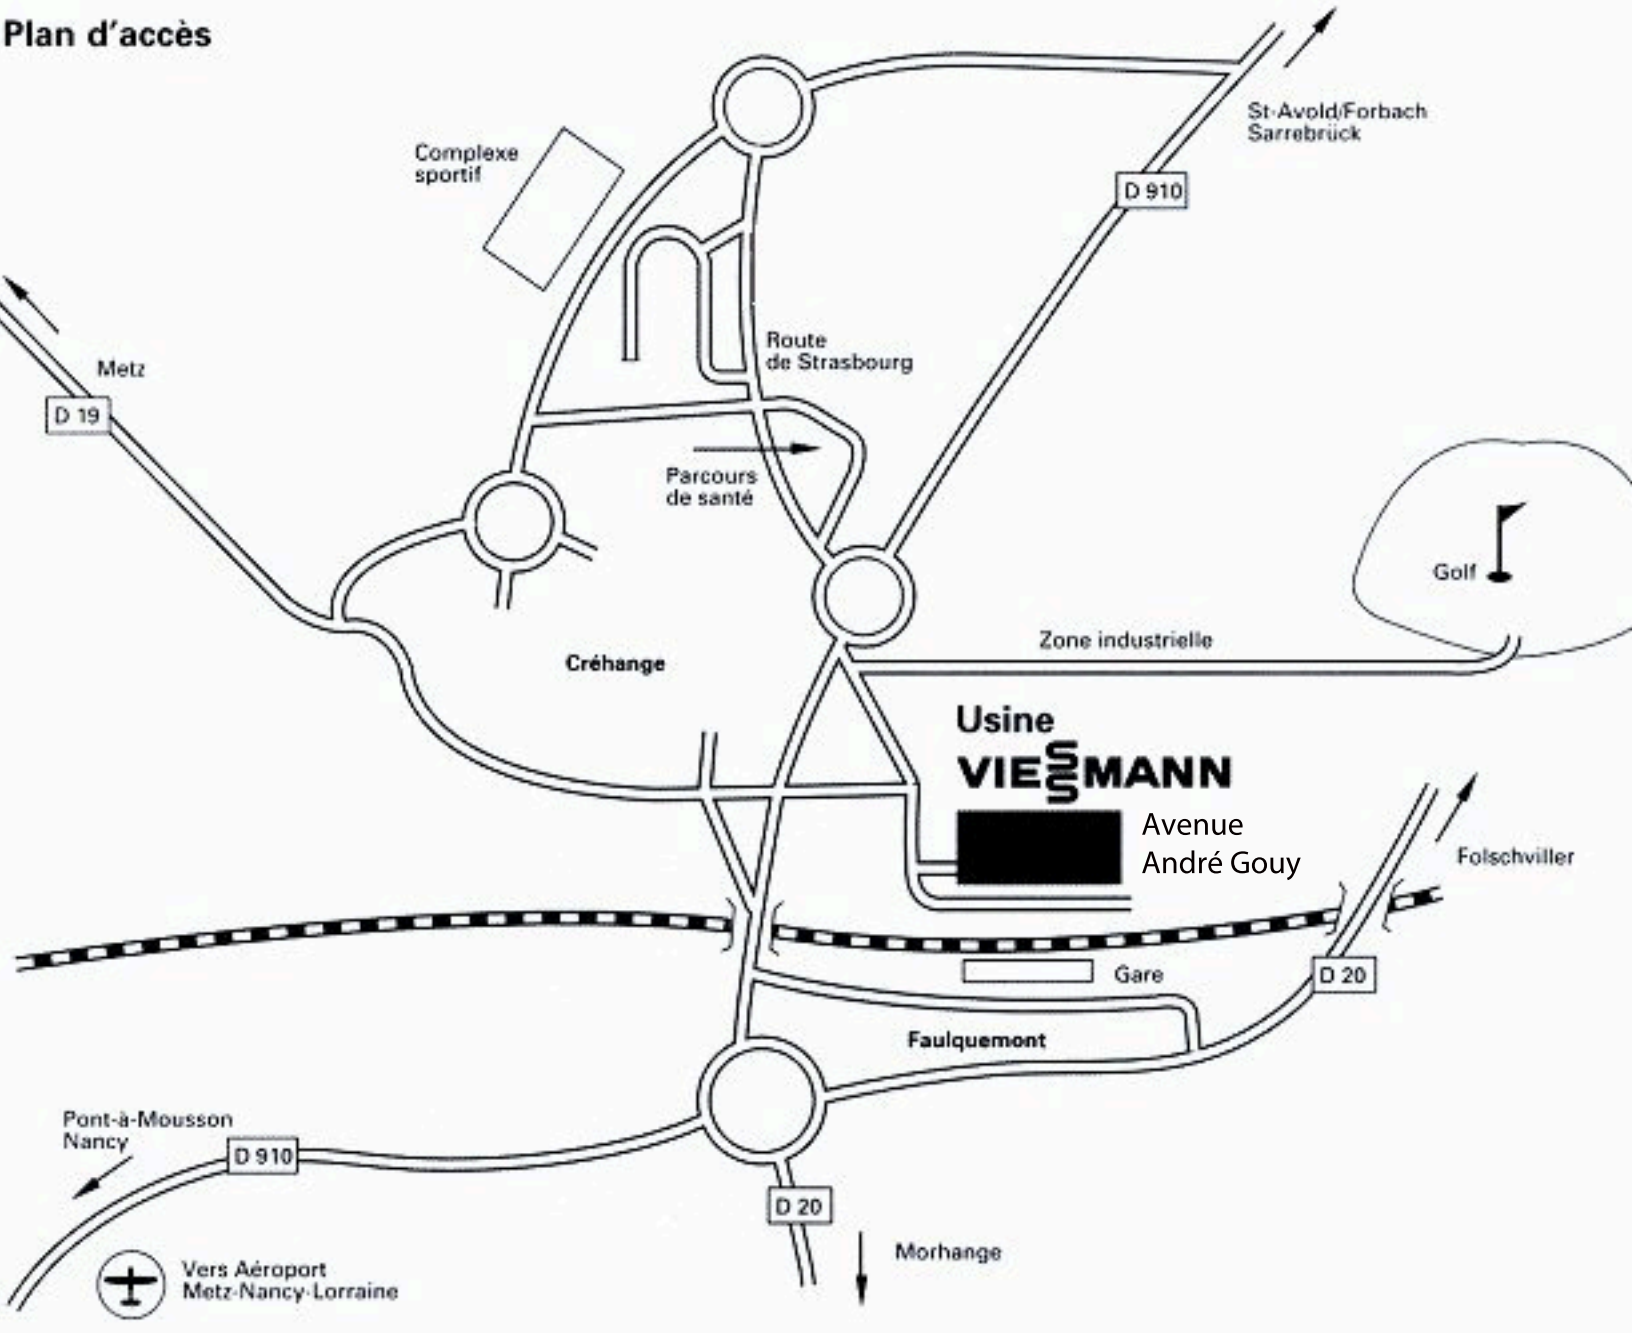 Plan d'accès
St-Avold/Forbach
Sarrebrück
Complexe
sportif
D 910
Route
de Strasbourg
Metz
D 19
Parcours
de santé
Golf
Zone industrielle
Créhange
Usine
VIESSMANN
Avenue
André Gouy
Folschviller
D 20
Gare
Faulquemont
Pont-à-Mousson
Nancy
D 910
D 20
Morhange
Vers Aéroport
Metz-Nancy-Lorraine